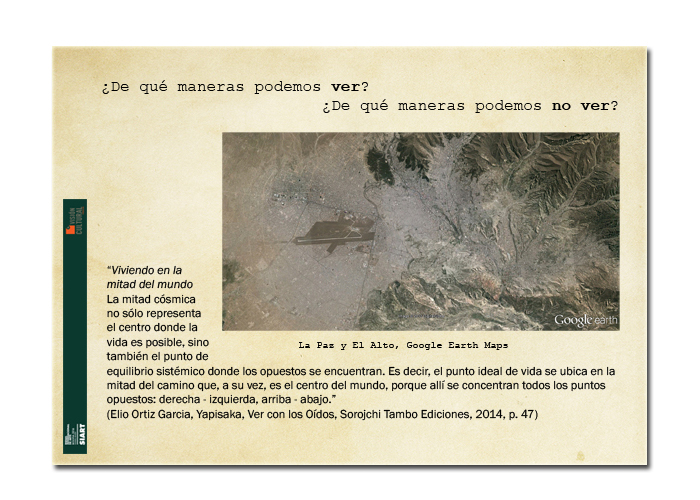 ¿De qué maneras podemos ver?
¿De qué maneras podemos no ver?
VISIÓN
CULTURAL
Google earth
La Paz y El Alto, Google Earth Maps
“Viviendo en la
mitad del mundo
La mitad cósmica
no sólo representa
el centro donde la
vida es posible, sino
también el punto de
equilibrio sistémico donde los opuestos se encuentran. Es decir, el punto ideal de vida se ubica en la
mitad del camino que, a su vez, es el centro del mundo, porque allí se concentran todos los puntos
opuestos: derecha - izquierda, arriba - abajo.”
(Elio Ortiz Garcia, Yapisaka, Ver con los Oídos, Sorojchi Tambo Ediciones, 2014, p. 47)
SIART